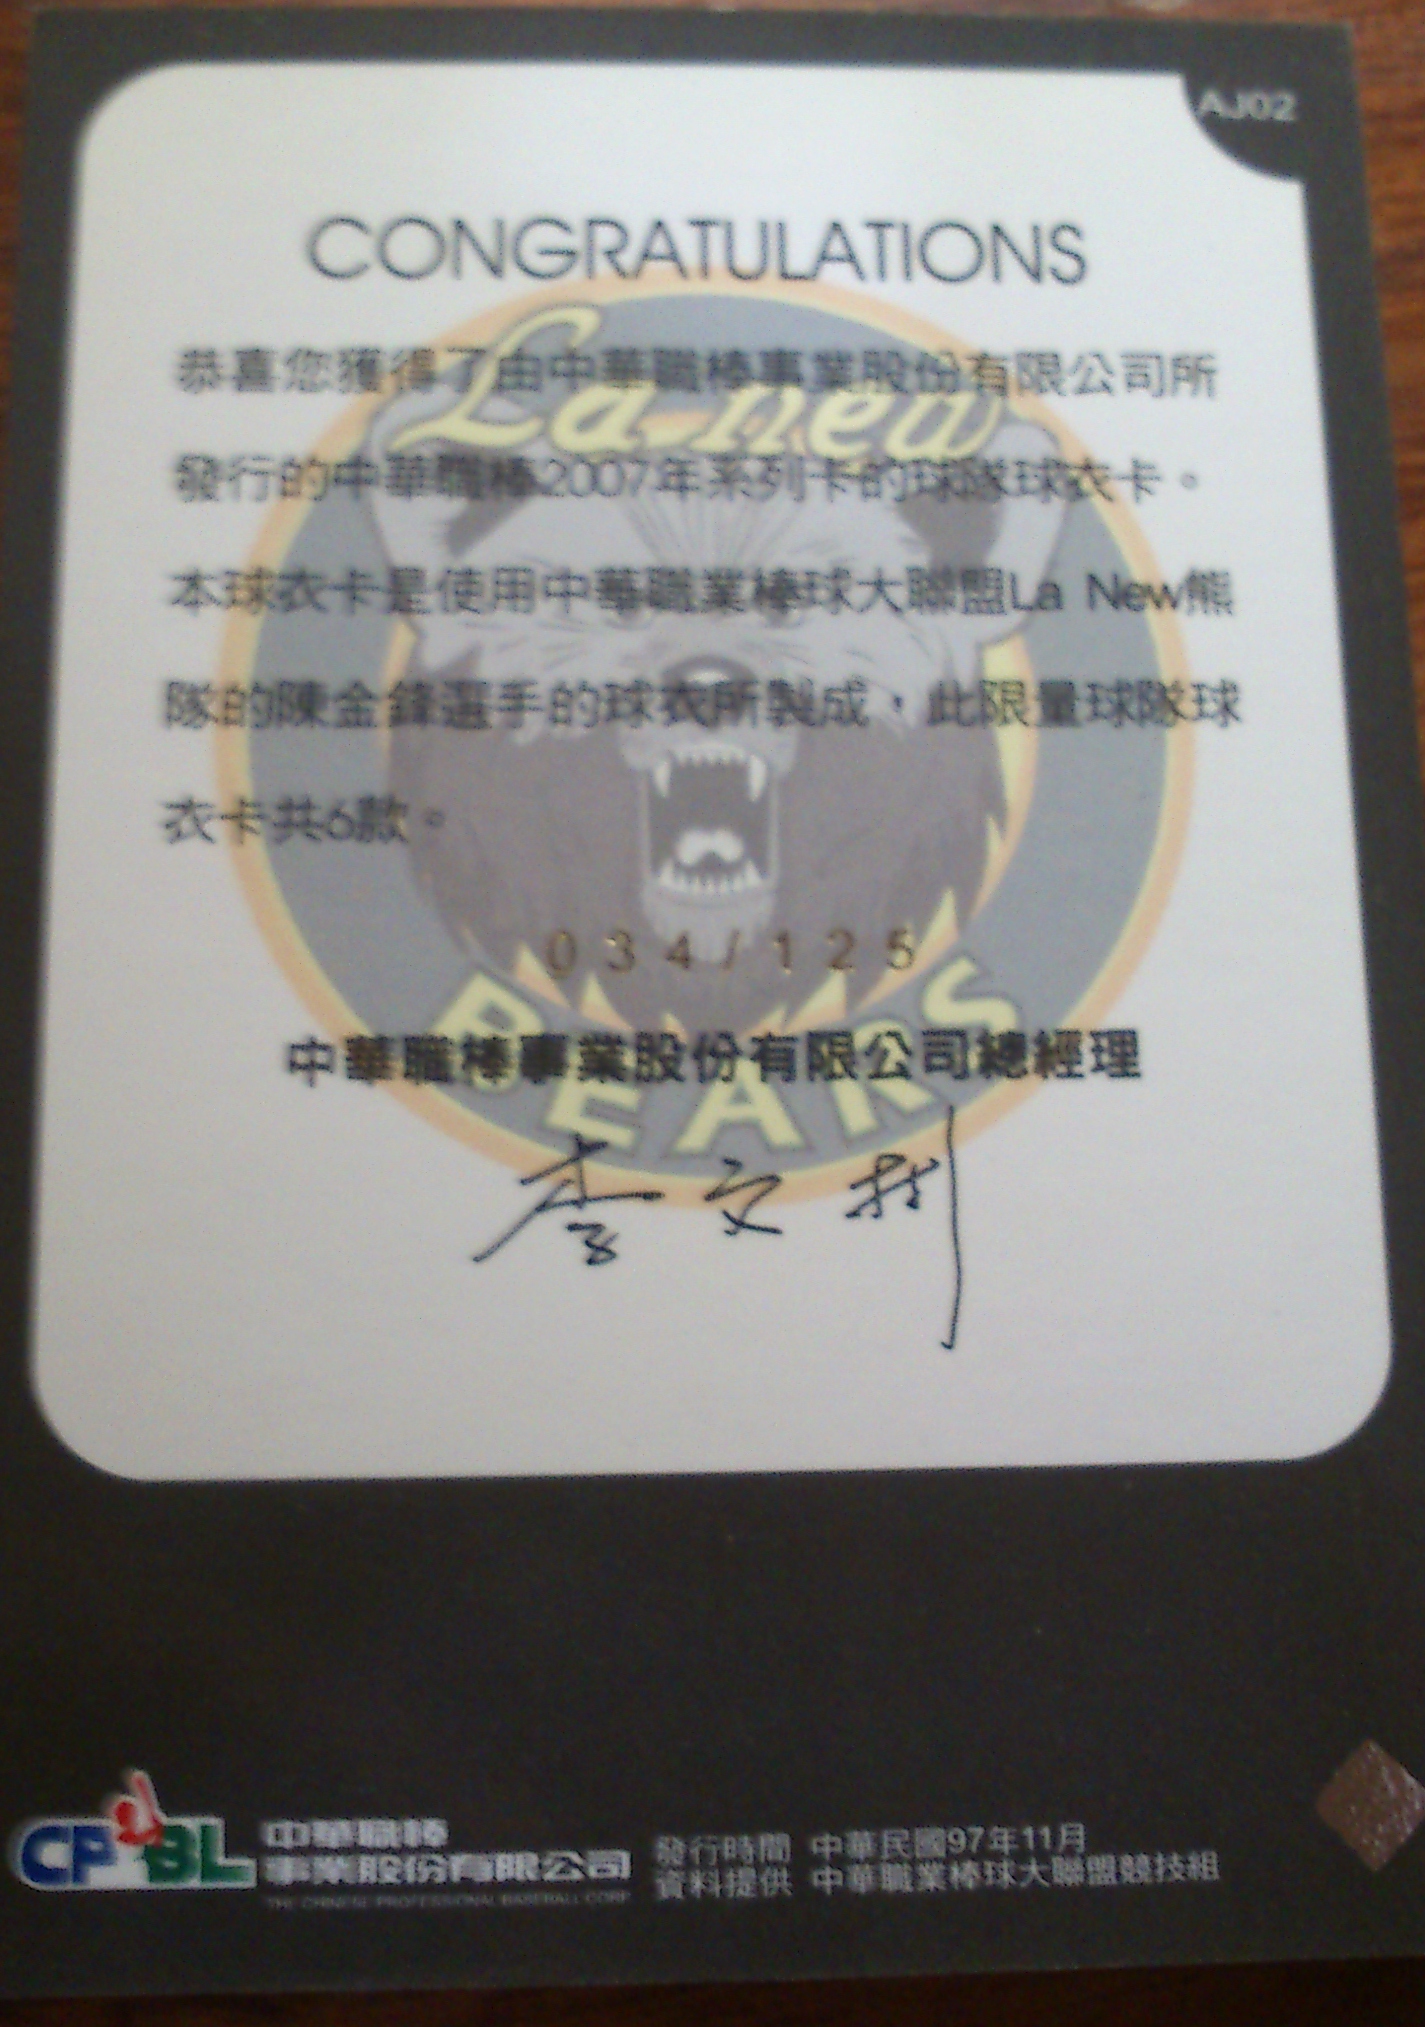 AJ02
CONGRATULATIONS
La new
恭喜您獲得了由中華職棒事業股份有限公司所
發行的中華職棒2007年系列卡的球隊球衣卡。
本球衣卡是使用中華職業棒球大聯盟La New熊
隊的陳金鋒選手的球衣所製成，此限量球隊球
衣卡共6款。
034/125
BEARS
中華職棒事業股份有限公司總經理
李文彬
CPBL
中華職棒
事業股份有限公司
THE CHINESE PROFESSIONAL BASEBALL CORP
發行時間 中華民國97年11月
資料提供 中華職業棒球大聯盟競技組